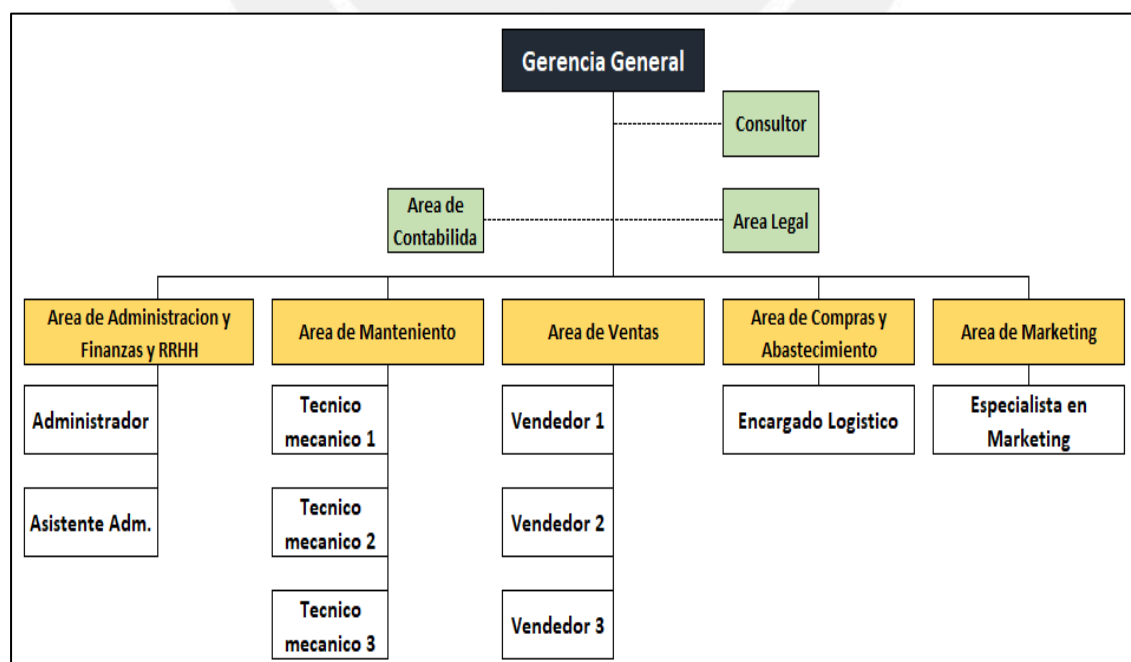 Gerencia General
Consultor
Area de
Contabilida
Area Legal
Area de Administracion y
Finanzas y RRHH
Area de Manteniento
Area de Ventas
Area de Compras y
Abastecimiento
Area de Marketing
Administrador
Tecnico
mecanico 1
Vendedor 1
Encargado Logistico
Especialista en
Marketing
Asistente Adm.
Tecnico
mecanico 2
Vendedor 2
Tecnico
mecanico 3
Vendedor 3